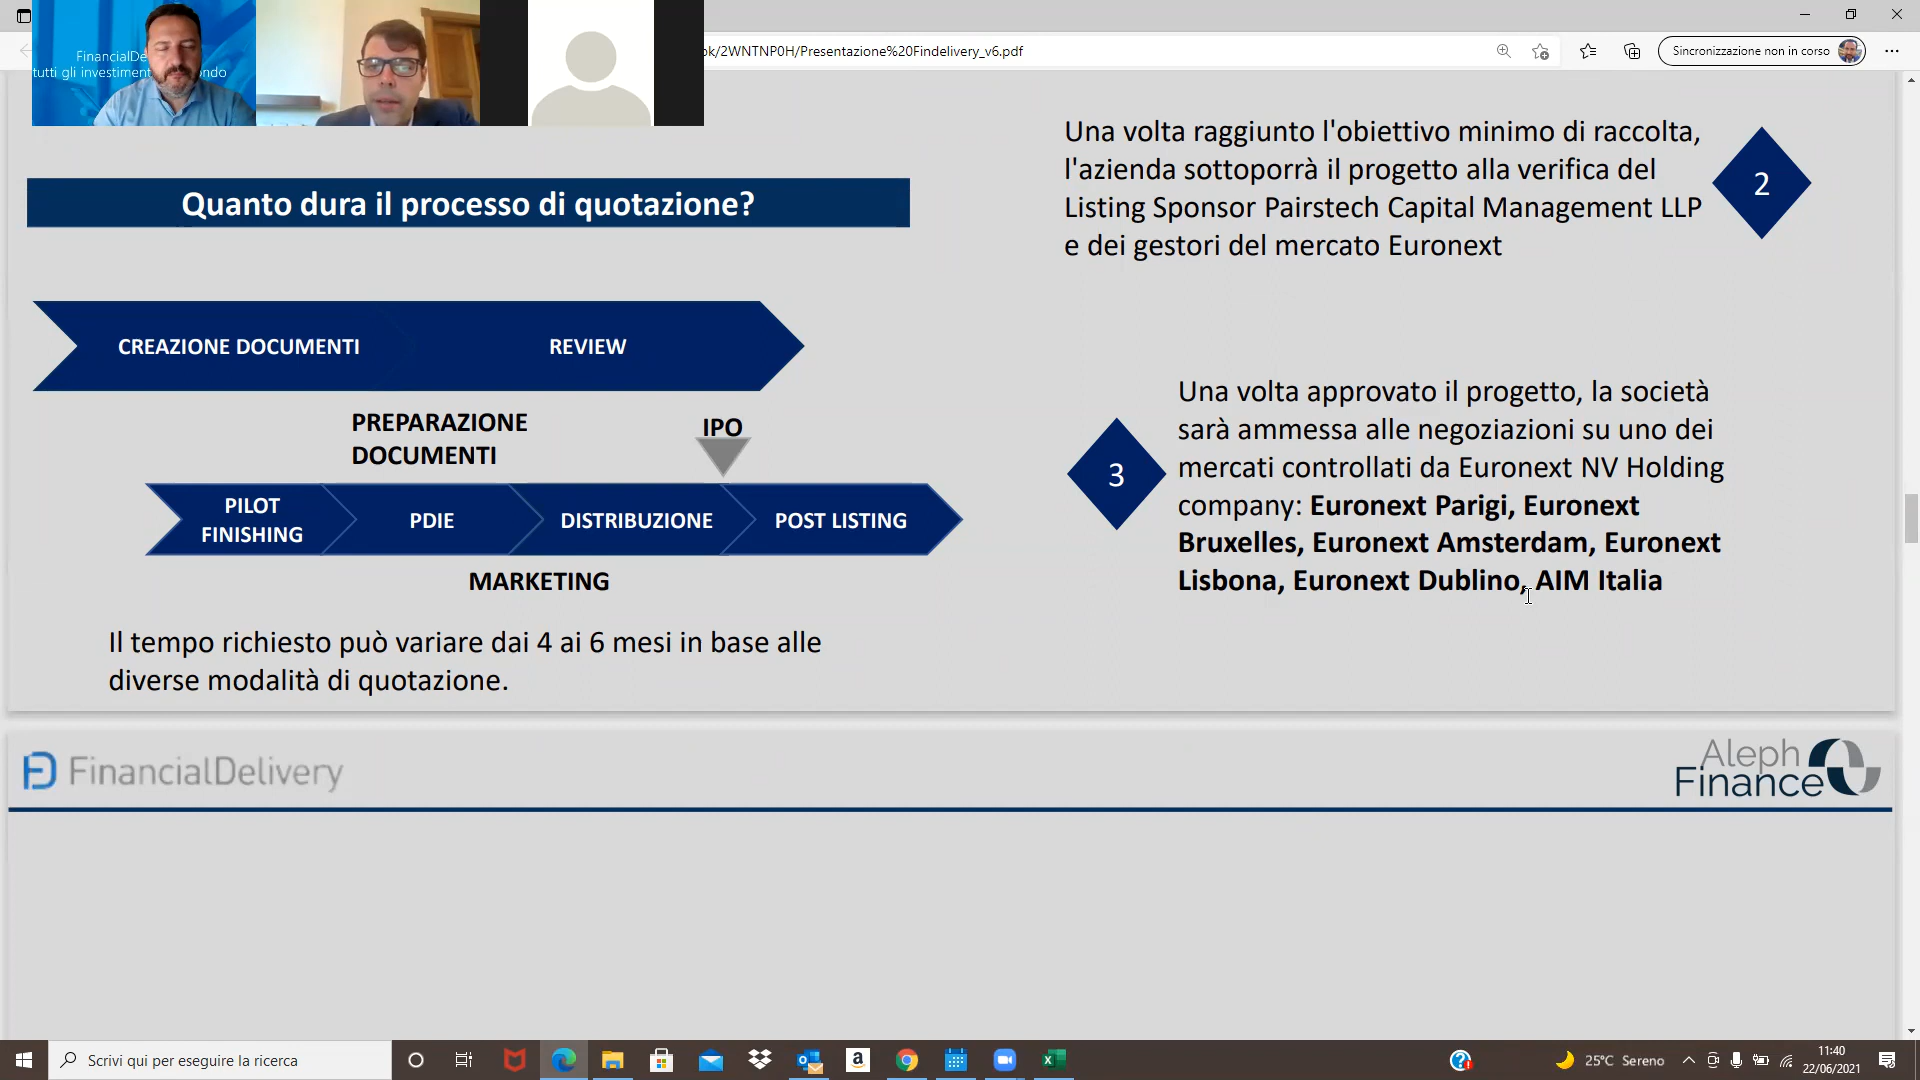 FinancialDe
tutti gli investiment ondo
ok/2WNTNP0H/Presentazione%20Findelivery_v6.pdf
Sincronizzazione non in corso
Quanto dura il processo di quotazione?
CREAZIONE DOCUMENTI
REVIEW
PREPARAZIONE
DOCUMENTI
IPO
PILOT
FINISHING
PDIE
DISTRIBUZIONE
POST LISTING
MARKETING
Il tempo richiesto può variare dai 4 ai 6 mesi in base alle
diverse modalità di quotazione.
Una volta raggiunto l'obiettivo minimo di raccolta,
l'azienda sottoporrà il progetto alla verifica del
Listing Sponsor Pairstech Capital Management LLP
e dei gestori del mercato Euronext
2
3
Una volta approvato il progetto, la società
sarà ammessa alle negoziazioni su uno dei
mercati controllati da Euronext NV Holding
company: Euronext Parigi, Euronext
Bruxelles, Euronext Amsterdam, Euronext
Lisbona, Euronext Dublino, AIM Italia
FinancialDelivery
Aleph
Finance
Scrivi qui per eseguire la ricerca
25°C Sereno
11:40
22/06/2021